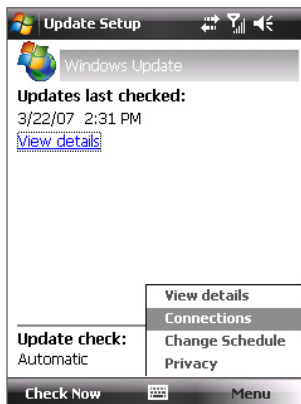 Update Setup
Windows Update
Updates last checked:
3/22/07 2:31 PM
View details
View details
Connections
Change Schedule
Privacy
Update check:
Automatic
Check Now
Menu